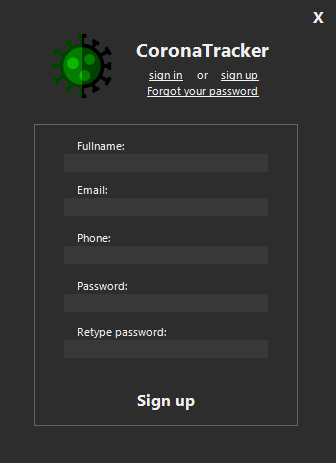 X
CoronaTracker
sign in or sign up
Forgot your password
Fullname:
Email:
Phone:
Password:
Retype password:
Sign up